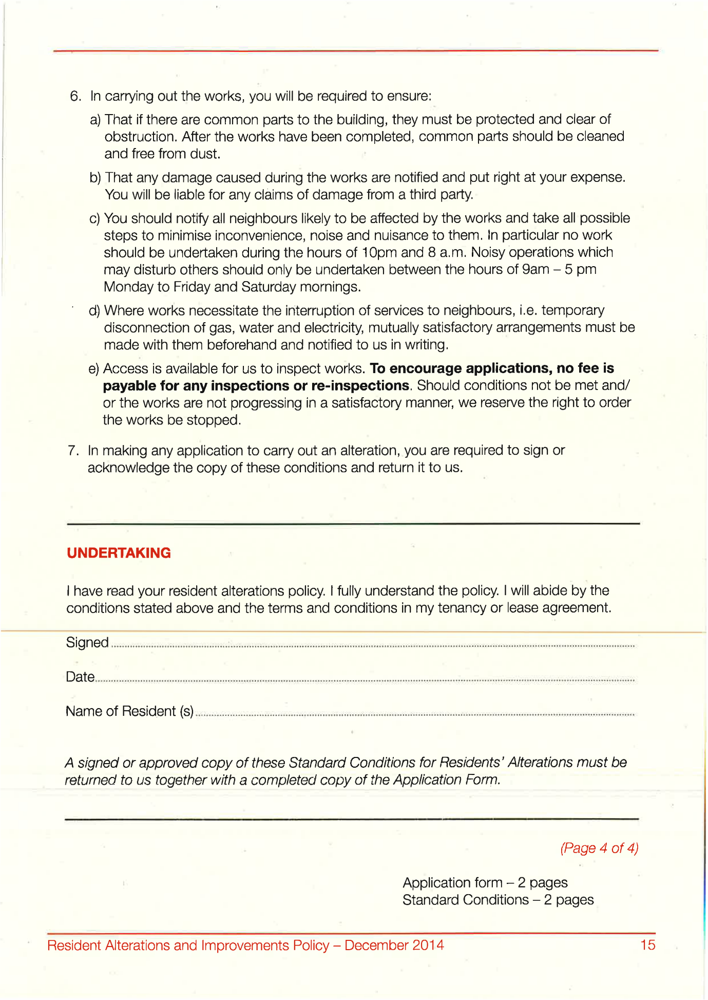 6. In carrying out the works, you will be required to ensure:
a) That if there are common parts to the building, they must be protected and clear of
obstruction. After the works have been completed, common parts should be cleaned
and free from dust.
b) That any damage caused during the works are notified and put right at your expense.
You will be liable for any claims of damage from a third party.
c) You should notify all neighbours likely to be affected by the works and take all possible
steps to minimise inconvenience, noise and nuisance to them. In particular no work
should be undertaken during the hours of 10pm and 8 a.m. Noisy operations which
may disturb others should only be undertaken between the hours of 9am – 5 pm
Monday to Friday and Saturday mornings.
d) Where works necessitate the interruption of services to neighbours, i.e. temporary
disconnection of gas, water and electricity, mutually satisfactory arrangements must be
made with them beforehand and notified to us in writing.
e) Access is available for us to inspect works. To encourage applications, no fee is
payable for any inspections or re-inspections. Should conditions not be met and/
or the works are not progressing in a satisfactory manner, we reserve the right to order
the works be stopped.
7. In making any application to carry out an alteration, you are required to sign or
acknowledge the copy of these conditions and return it to us.
UNDERTAKING
I have read your resident alterations policy. I fully understand the policy. I will abide by the
conditions stated above and the terms and conditions in my tenancy or lease agreement.
Signed
Date
Name of Resident (s)
A signed or approved copy of these Standard Conditions for Residents' Alterations must be
returned to us together with a completed copy of the Application Form.
(Page 4 of 4)
Application form – 2 pages
Standard Conditions – 2 pages
Resident Alterations and Improvements Policy – December 2014 15